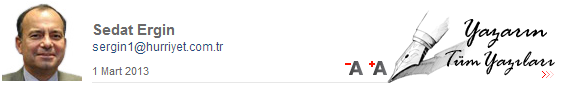 Sedat Ergin
sergin1@hurriyet.com.tr
1 Mart 2013
-A +A
Yazarın
Tüm Yazıları